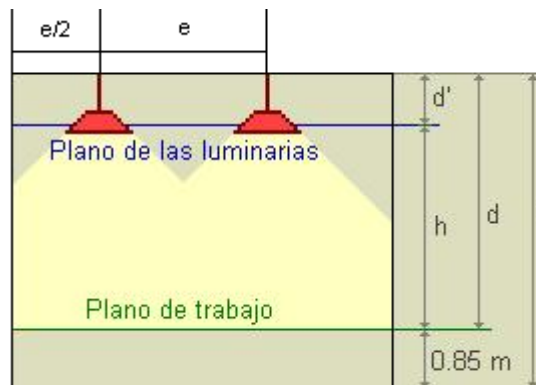 e/2
e
d'
Plano de las luminarias
h
d
Plano de trabajo
0.85 m